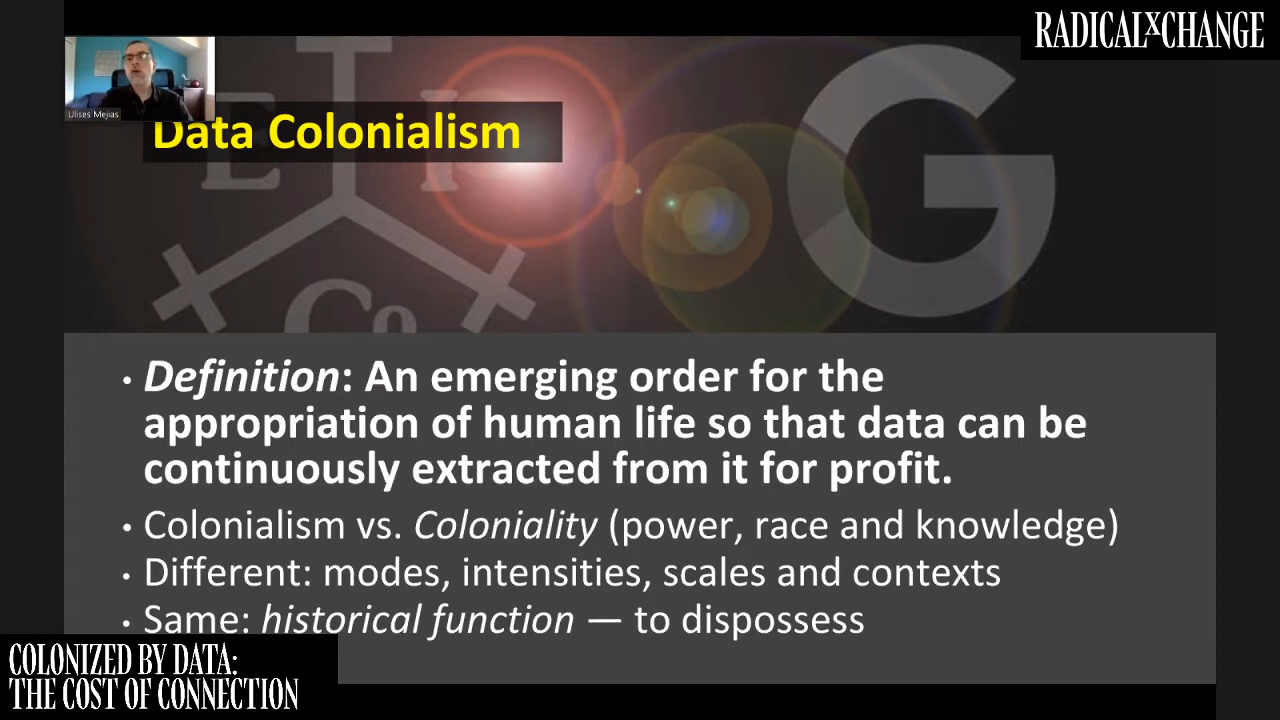 RADICALxCHANGE
Ulises Mejias
Data Colonialism
E I
Co
G
• Definition: An emerging order for the
appropriation of human life so that data can be
continuously extracted from it for profit.
• Colonialism vs. Coloniality (power, race and knowledge)
• Different: modes, intensities, scales and contexts
• Same: historical function — to dispossess
COLONIZED BY DATA:
THE COST OF CONNECTION